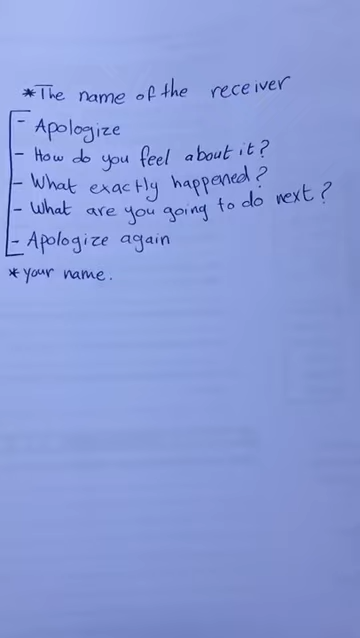 * The name of the receiver
- Apologize
- How do you feel about it?
- What exactly happened?
- What are you going to do next?
- Apologize again
* your name.